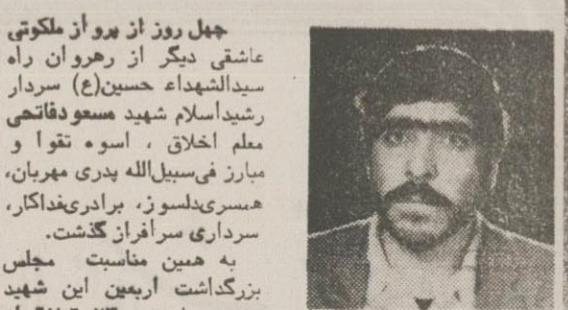 چهل روز از پرواز ملکوتی
عاشقی دیگر از رهروان راه
سیدالشهداء حسین(ع) سردار
رشیداسلام شهید مسعودفاتحی
معلم اخلاق ، اسوه تقوا و
مبارز فی‌سبیل‌الله پدری مهربان،
همسری‌دلسوز، برادری‌فداکار،
سرداری سرافراز گذشت.
به همین مناسبت مجلس
بزرگداشت اربعین این شهید